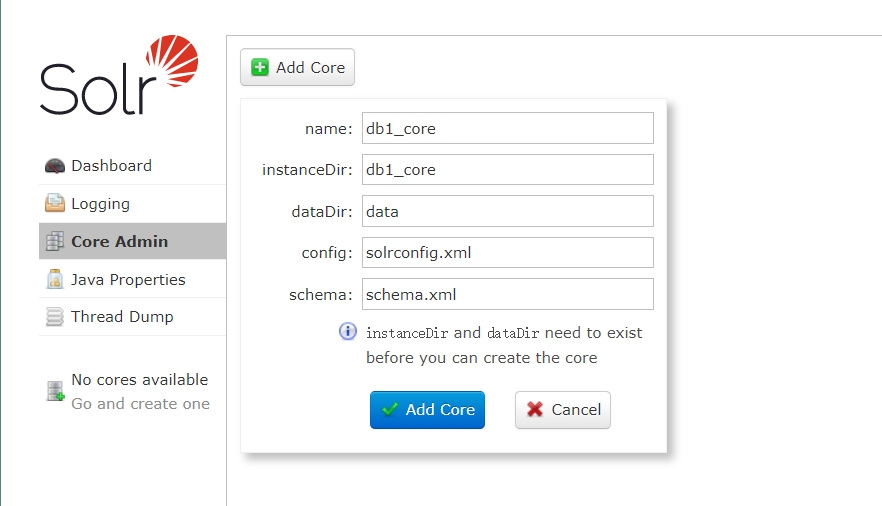 Solr
Dashboard
Logging
Core Admin
Java Properties
Thread Dump
No cores available
Go and create one
Add Core
name: db1_core
instanceDir: db1_core
dataDir: data
config: solrconfig.xml
schema: schema.xml
instanceDir and dataDir need to exist
before you can create the core
Add Core Cancel